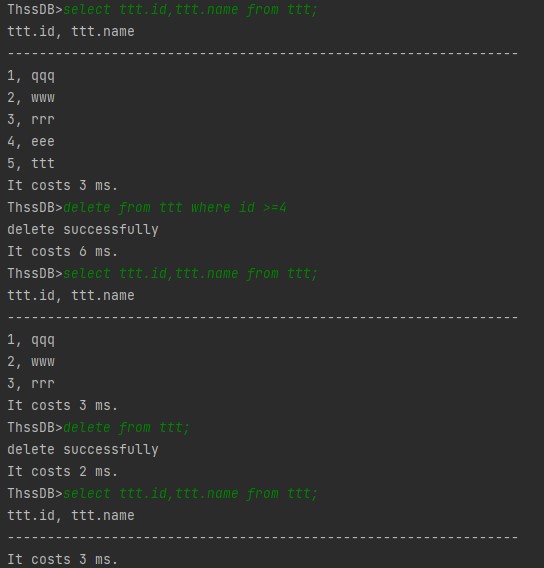 ThssDB>select ttt.id,ttt.name from ttt;
ttt.id, ttt.name
----------------------------------------------------------------
1, qqq
2, www
3, rrr
4, eee
5, ttt
It costs 3 ms.
ThssDB>delete from ttt where id >=4
delete successfully
It costs 6 ms.
ThssDB>select ttt.id,ttt.name from ttt;
ttt.id, ttt.name
----------------------------------------------------------------
1, qqq
2, www
3, rrr
It costs 3 ms.
ThssDB>delete from ttt;
delete successfully
It costs 2 ms.
ThssDB>select ttt.id,ttt.name from ttt;
ttt.id, ttt.name
----------------------------------------------------------------
It costs 3 ms.